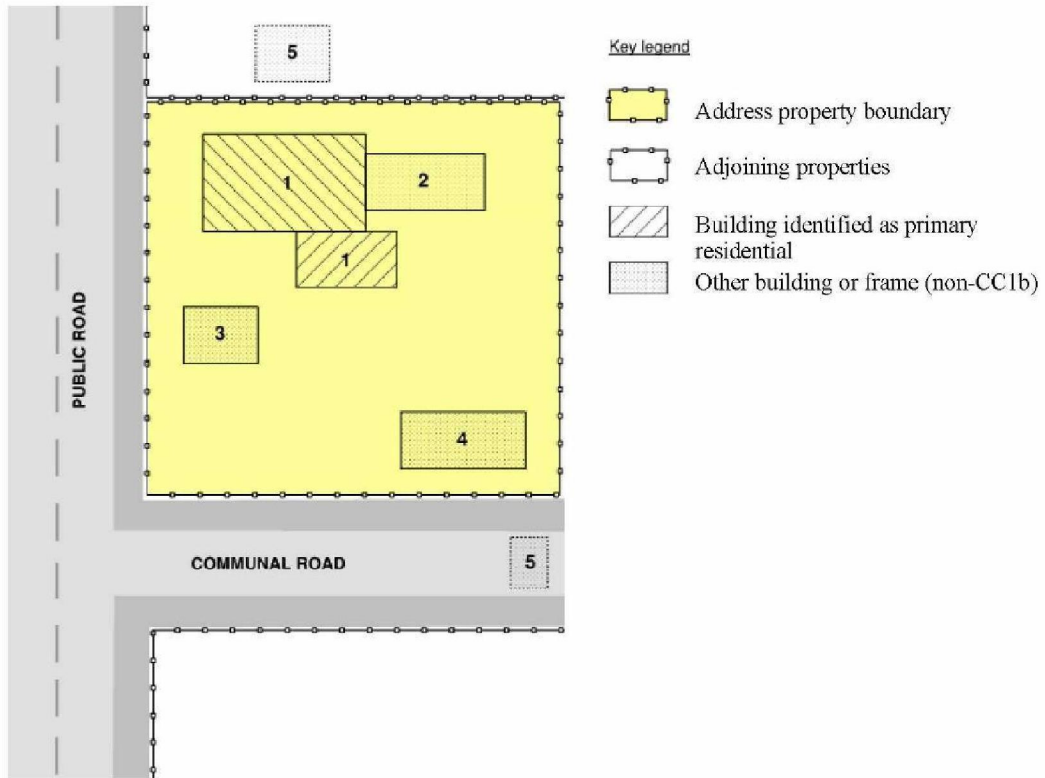 5
Key legend
Address property boundary
Adjoining properties
Building identified as primary
residential
Other building or frame (non-CC1b)
1
2
1
3
4
PUBLIC ROAD
COMMUNAL ROAD
5